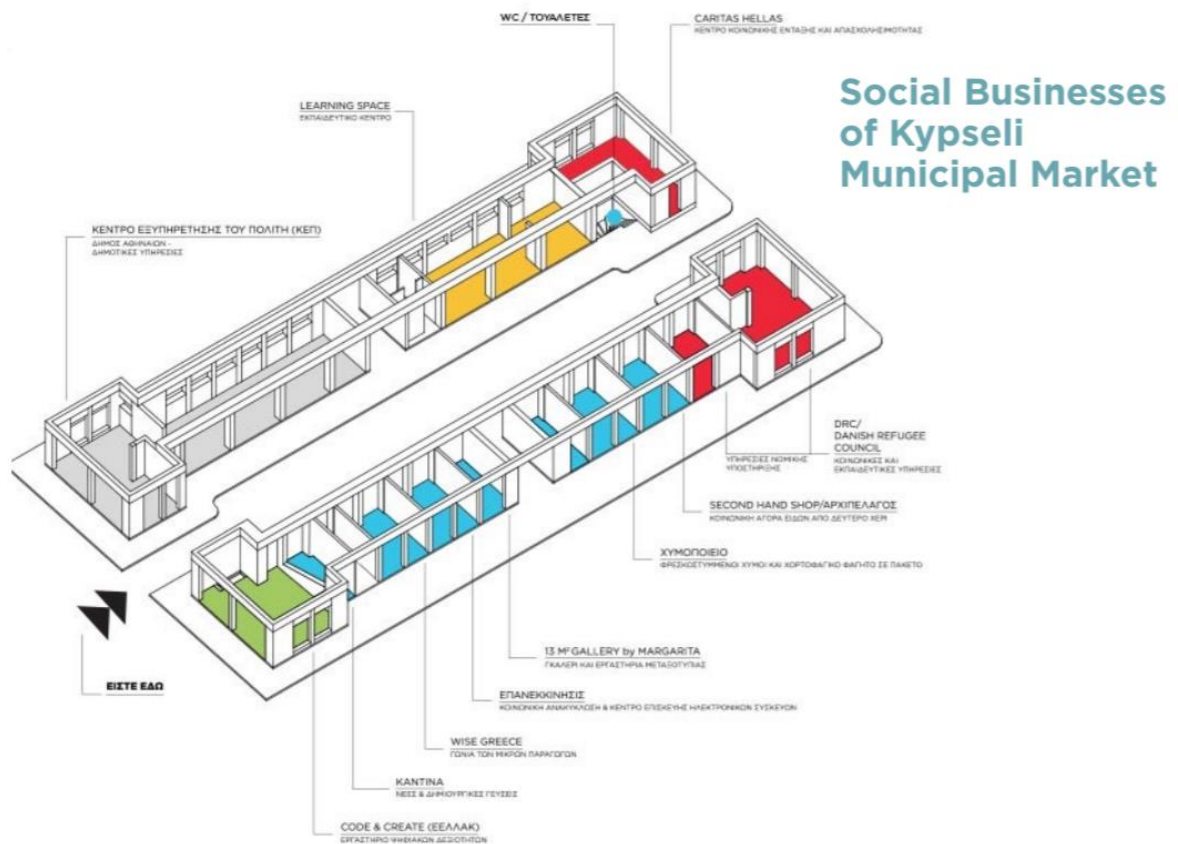 WC / ΤΟΥΑΛΕΤΕΣ
CARITAS HELLAS
ΚΕΝΤΡΟ ΚΟΙΝΩΝΙΚΗΣ ΕΝΤΑΞΗΣ ΚΑΙ ΑΠΑΣΧΟΛΗΣΙΜΟΤΗΤΑΣ
Social Businesses
of Kypseli
Municipal Market
LEARNING SPACE
ΕΚΠΑΙΔΕΥΤΙΚΟ ΚΕΝΤΡΟ
ΚΕΝΤΡΟ ΕΞΥΠΗΡΕΤΗΣΗΣ ΤΟΥ ΠΟΛΙΤΗ (ΚΕΠ)
ΔΗΜΟΣ ΑΘΗΝΑΙΩΝ -
ΔΗΜΟΤΙΚΕΣ ΥΠΗΡΕΣΙΕΣ
DRC/
DANISH REFUGEE
COUNCIL
ΚΟΙΝΩΝΙΚΕΣ ΚΑΙ
ΕΚΠΑΙΔΕΥΤΙΚΕΣ ΥΠΗΡΕΣΙΕΣ
ΥΠΗΡΕΣΙΕΣ ΝΟΜΙΚΗΣ
ΥΠΟΣΤΗΡΙΞΗΣ
SECOND HAND SHOP/ΑΡΧΙΠΕΛΑΓΟΣ
ΚΟΙΝΩΝΙΚΗ ΑΓΟΡΑ ΕΙΔΩΝ ΑΠΟ ΔΕΥΤΕΡΟ ΧΕΡΙ
ΧΥΜΟΠΟΙΕΙΟ
ΦΡΕΣΚΟΣΤΥΜΜΕΝΟΙ ΧΥΜΟΙ ΚΑΙ ΧΟΡΤΟΦΑΓΙΚΟ ΦΑΓΗΤΟ ΣΕ ΠΑΚΕΤΟ
13 M² GALLERY by MARGARITA
ΓΚΑΛΕΡΙ ΚΑΙ ΕΡΓΑΣΤΗΡΙΑ ΜΕΤΑΞΟΤΥΠΙΑΣ
ΕΙΣΤΕ ΕΔΩ
ΕΠΑΝΕΚΚΙΝΗΣΙΣ
ΚΟΙΝΩΝΙΚΗ ΑΝΑΚΥΚΛΩΣΗ & ΚΕΝΤΡΟ ΕΠΙΣΚΕΥΗΣ ΗΛΕΚΤΡΟΝΙΚΩΝ ΣΥΣΚΕΥΩΝ
WISE GREECE
ΓΩΝΙΑ ΤΩΝ ΜΙΚΡΩΝ ΠΑΡΑΓΩΓΩΝ
ΚΑΝΤΙΝΑ
ΝΕΕΣ & ΔΗΜΙΟΥΡΓΙΚΕΣ ΓΕΥΣΕΙΣ
CODE & CREATE (ΕΕΛΛΑΚ)
ΕΡΓΑΣΤΗΡΙΟ ΨΗΦΙΑΚΩΝ ΔΕΞΙΟΤΗΤΩΝ